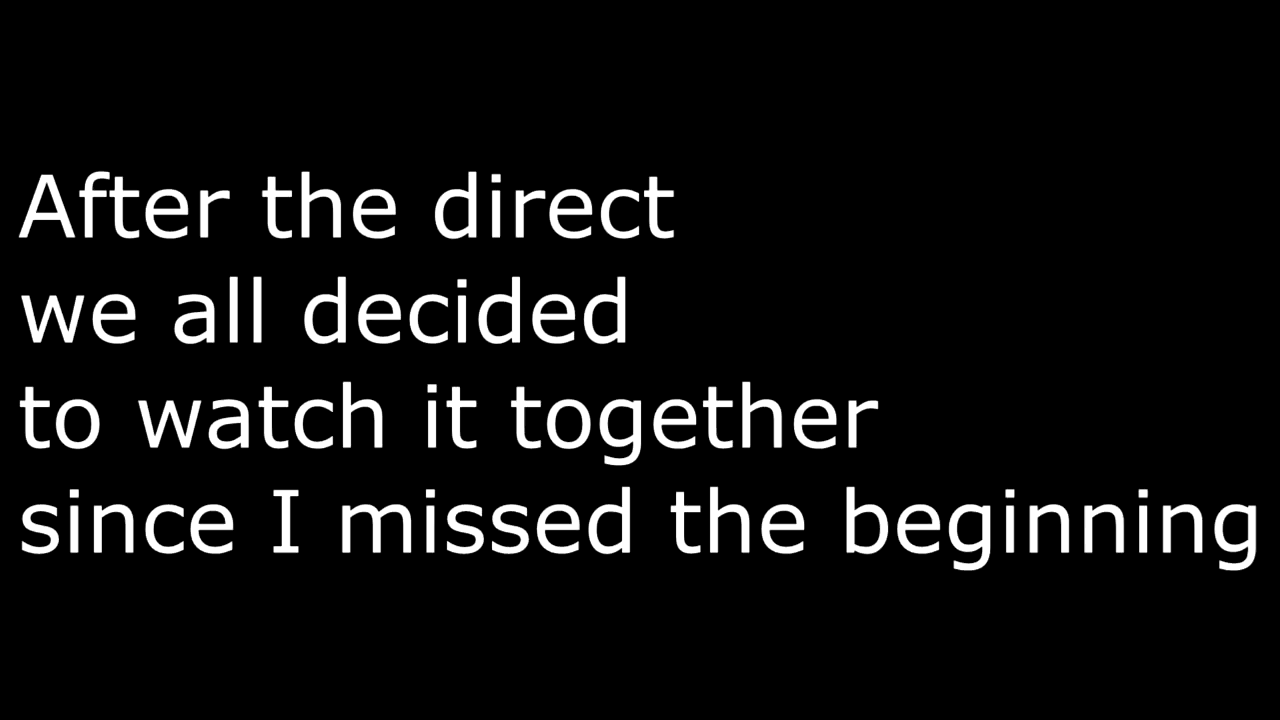 After the direct
we all decided
to watch it together
since I missed the beginning